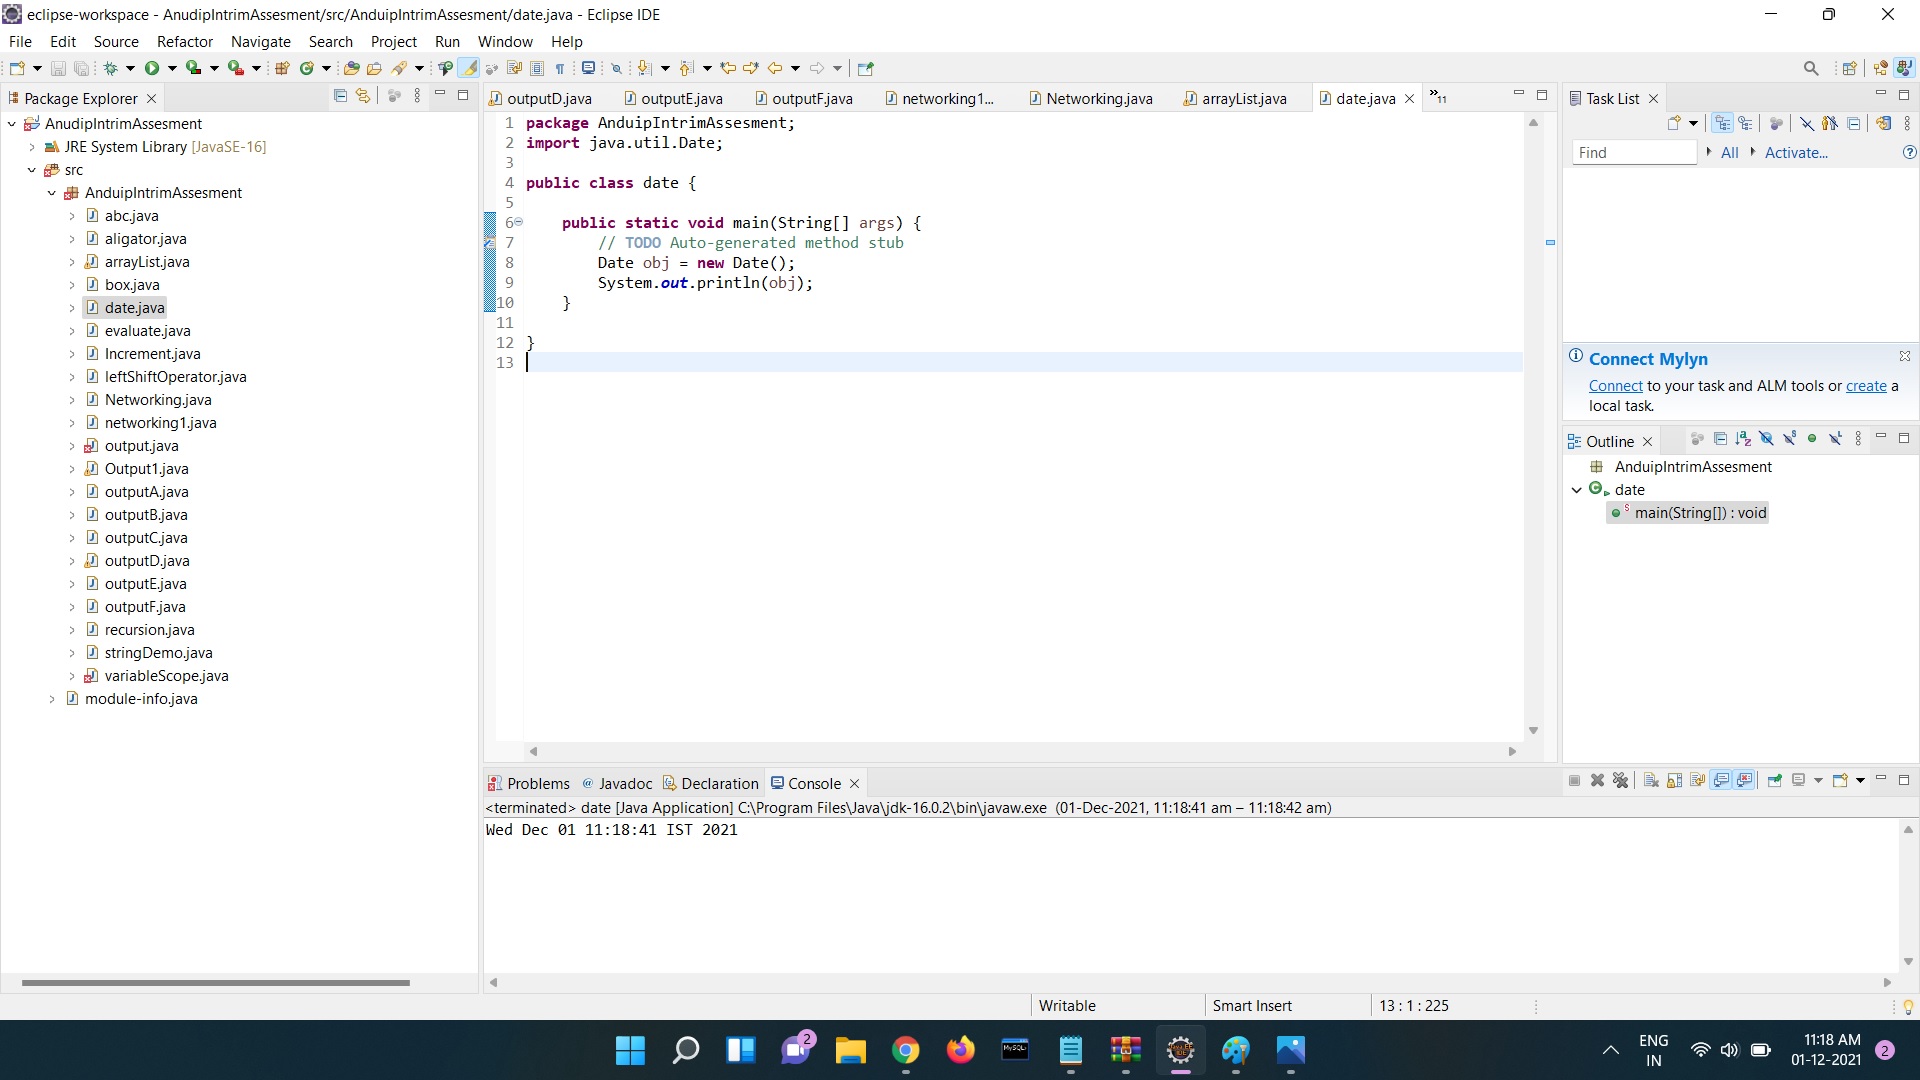 eclipse-workspace - AnudipIntrimAssesment/src/AnduipIntrimAssesment/date.java - Eclipse IDE
File Edit Source Refactor Navigate Search Project Run Window Help
Package Explorer
AnudipIntrimAssesment
JRE System Library [JavaSE-16]
src
AnduipIntrimAssesment
abc.java
aligator.java
arrayList.java
box.java
date.java
evaluate.java
Increment.java
leftShiftOperator.java
Networking.java
networking1.java
output.java
Output1.java
outputA.java
outputB.java
outputC.java
outputD.java
outputE.java
outputF.java
recursion.java
stringDemo.java
variableScope.java
module-info.java
outputD.java outputE.java outputF.java networking1... Networking.java arrayList.java date.java »11
1 package AnduipIntrimAssesment;
2 import java.util.Date;
3
4 public class date {
5
6 public static void main(String[] args) {
7 // TODO Auto-generated method stub
8 Date obj = new Date();
9 System.out.println(obj);
10 }
11
12 }
13
Task List
Find All Activate...
Connect Mylyn
Connect to your task and ALM tools or create a
local task.
Outline
AnduipIntrimAssesment
date
main(String[]) : void
Problems Javadoc Declaration Console
<terminated> date [Java Application] C:\Program Files\Java\jdk-16.0.2\bin\javaw.exe (01-Dec-2021, 11:18:41 am – 11:18:42 am)
Wed Dec 01 11:18:41 IST 2021
Writable Smart Insert 13 : 1 : 225
2
MySQL
ENG
IN
11:18 AM
01-12-2021
2